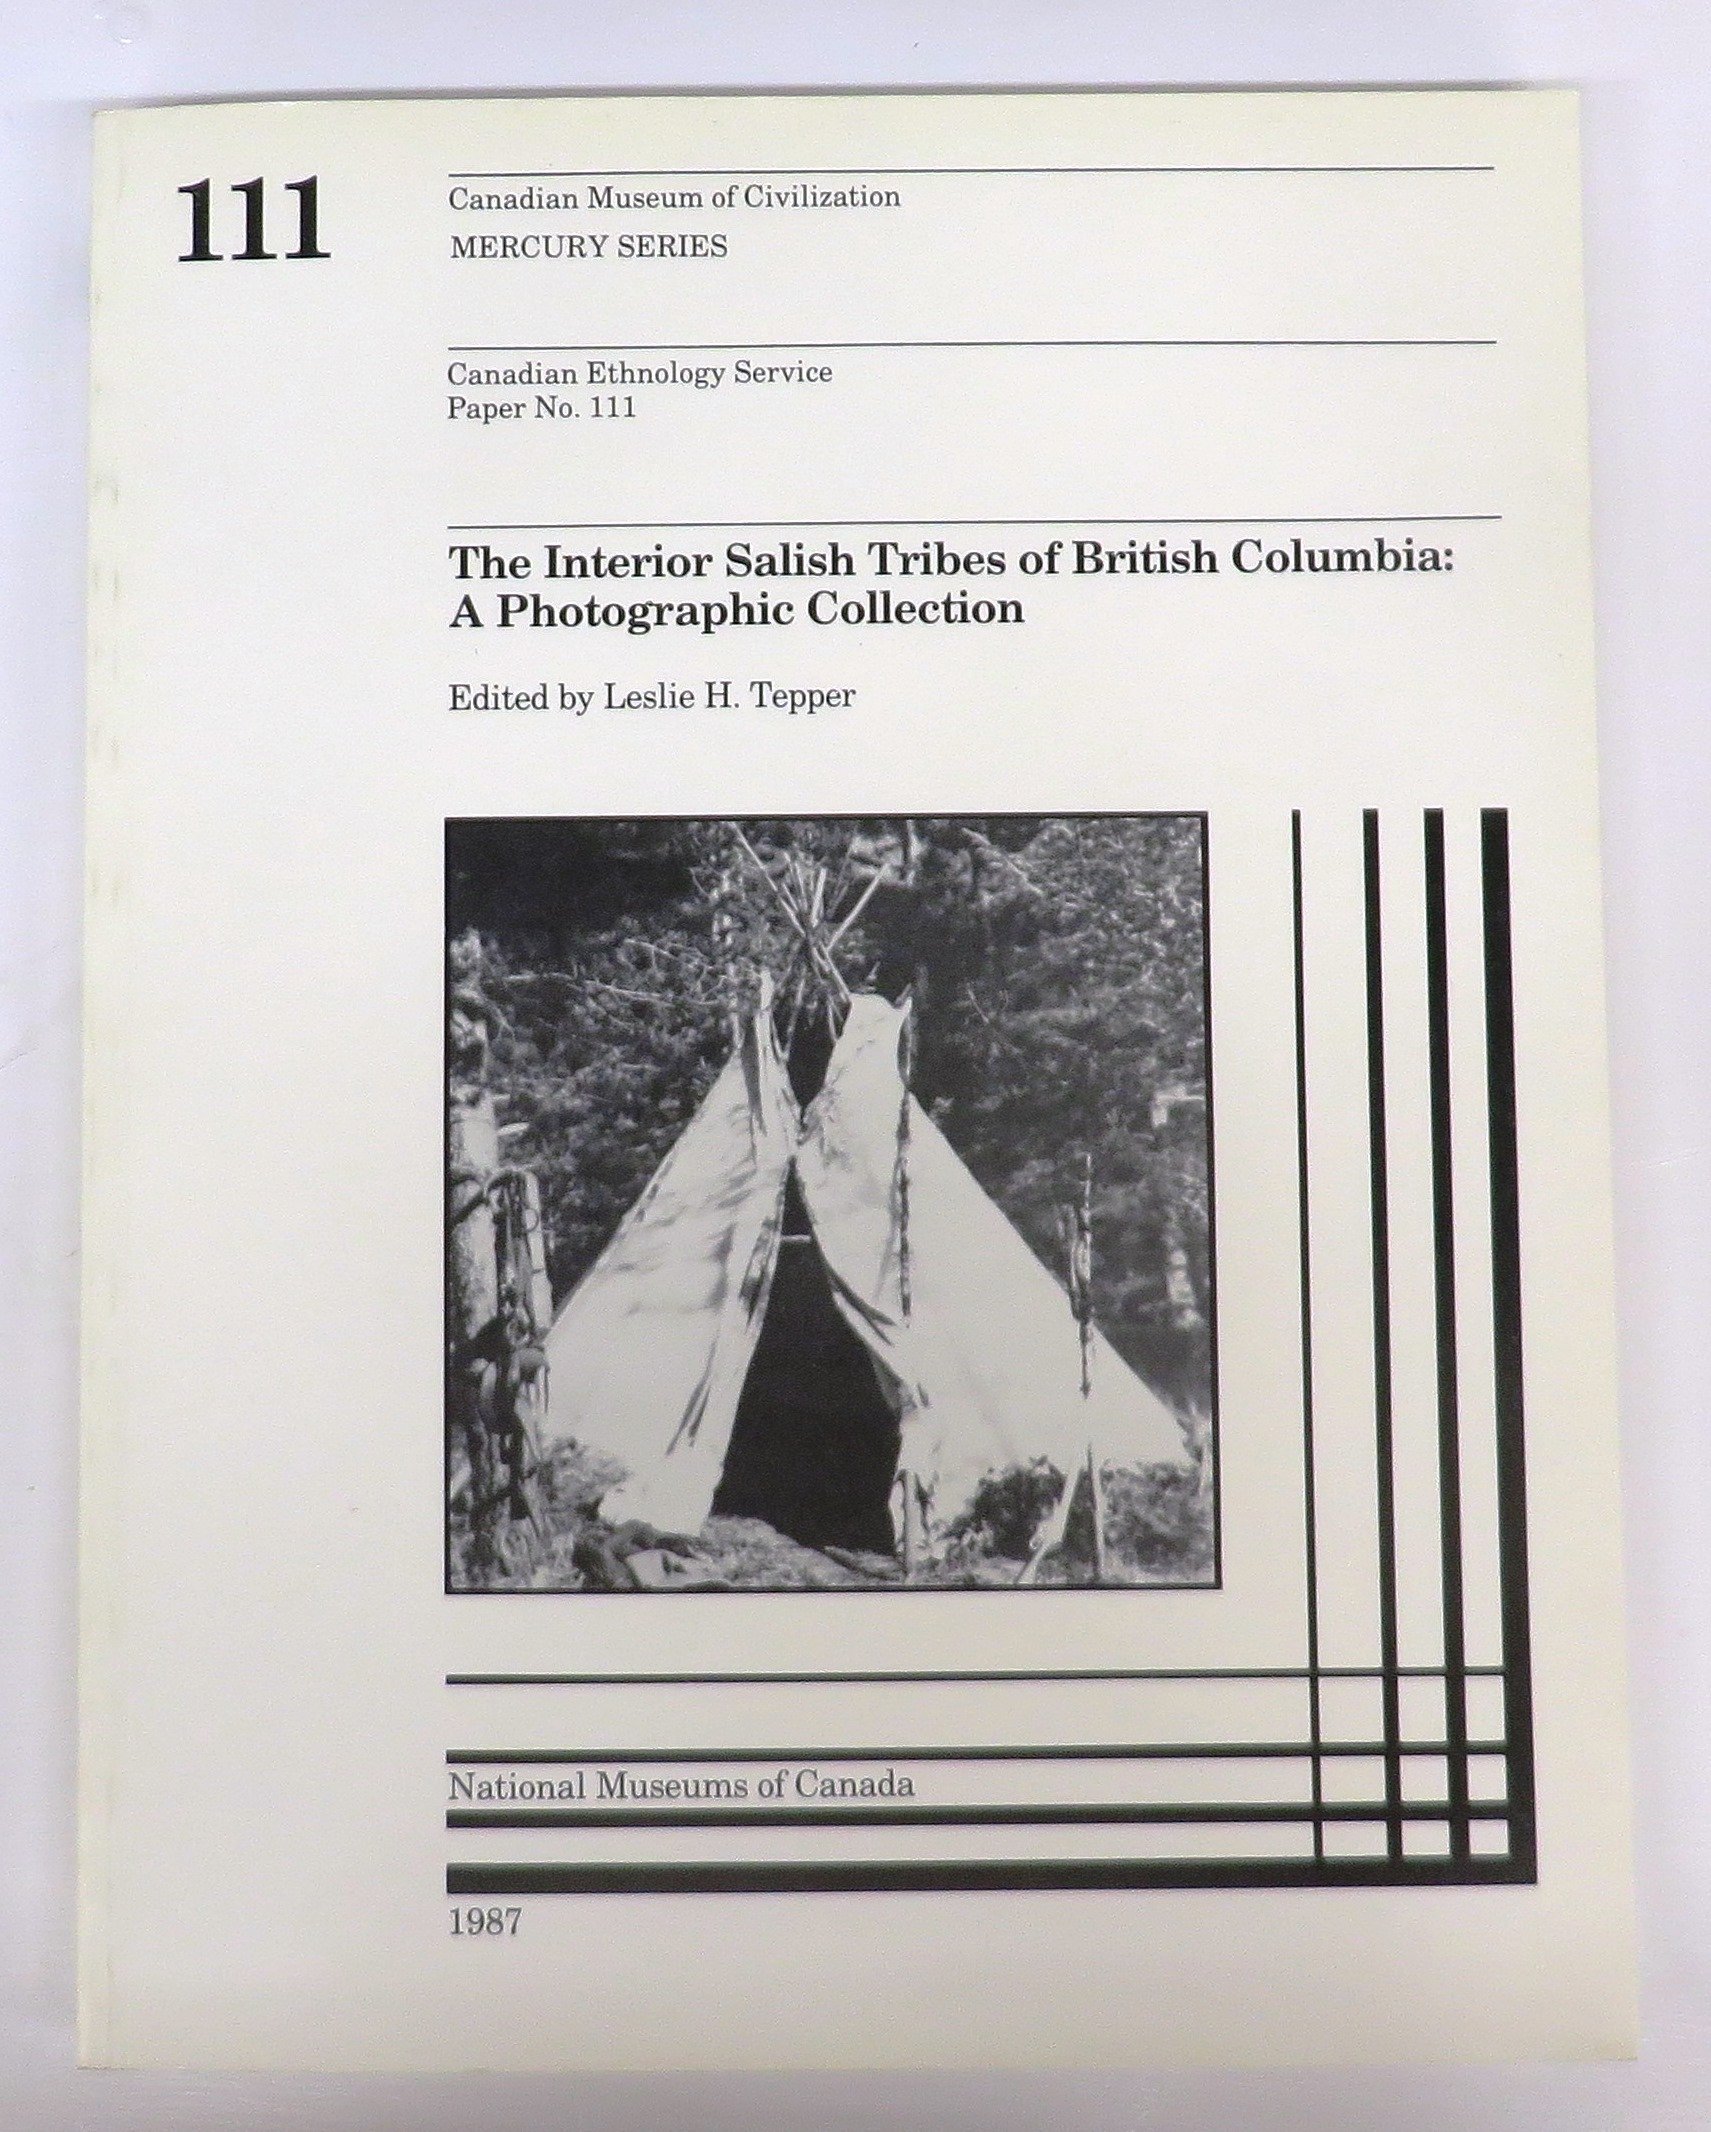 111
Canadian Museum of Civilization
MERCURY SERIES
Canadian Ethnology Service
Paper No. 111
The Interior Salish Tribes of British Columbia:
A Photographic Collection
Edited by Leslie H. Tepper
National Museums of Canada
1987